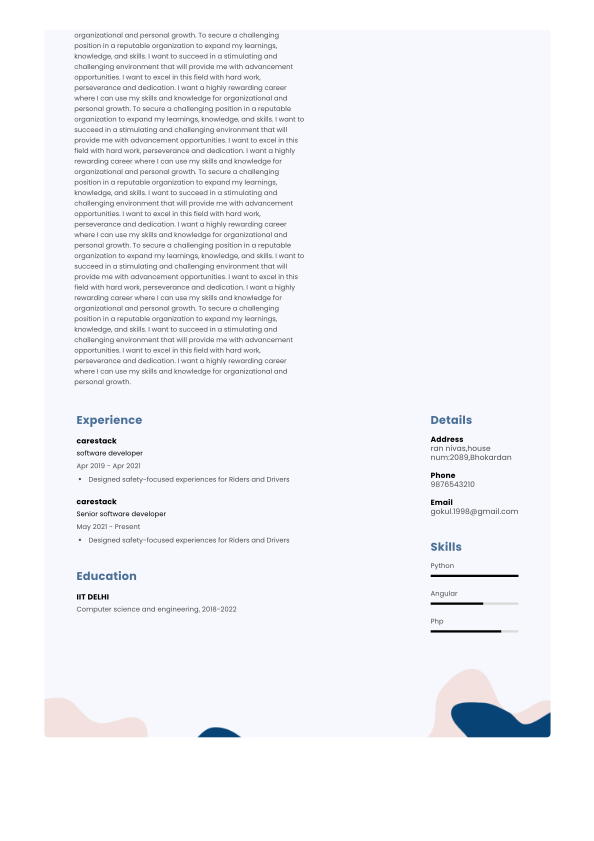 organizational and personal growth. To secure a challenging
position in a reputable organization to expand my learnings,
knowledge, and skills. I want to succeed in a stimulating and
challenging environment that will provide me with advancement
opportunities. I want to excel in this field with hard work,
perseverance and dedication. I want a highly rewarding career
where I can use my skills and knowledge for organizational and
personal growth. To secure a challenging position in a reputable
organization to expand my learnings, knowledge, and skills. I want to
succeed in a stimulating and challenging environment that will
provide me with advancement opportunities. I want to excel in this
field with hard work, perseverance and dedication. I want a highly
rewarding career where I can use my skills and knowledge for
organizational and personal growth. To secure a challenging
position in a reputable organization to expand my learnings,
knowledge, and skills. I want to succeed in a stimulating and
challenging environment that will provide me with advancement
opportunities. I want to excel in this field with hard work,
perseverance and dedication. I want a highly rewarding career
where I can use my skills and knowledge for organizational and
personal growth. To secure a challenging position in a reputable
organization to expand my learnings, knowledge, and skills. I want to
succeed in a stimulating and challenging environment that will
provide me with advancement opportunities. I want to excel in this
field with hard work, perseverance and dedication. I want a highly
rewarding career where I can use my skills and knowledge for
organizational and personal growth. To secure a challenging
position in a reputable organization to expand my learnings,
knowledge, and skills. I want to succeed in a stimulating and
challenging environment that will provide me with advancement
opportunities. I want to excel in this field with hard work,
perseverance and dedication. I want a highly rewarding career
where I can use my skills and knowledge for organizational and
personal growth.
Experience
carestack
software developer
Apr 2019 - Apr 2021
• Designed safety-focused experiences for Riders and Drivers
carestack
Senior software developer
May 2021 - Present
• Designed safety-focused experiences for Riders and Drivers
Education
IIT DELHI
Computer science and engineering, 2018-2022
Details
Address
ran nivas,house
num:2089,Bhokardan
Phone
9876543210
Email
gokul.1998@gmail.com
Skills
Python
Angular
Php